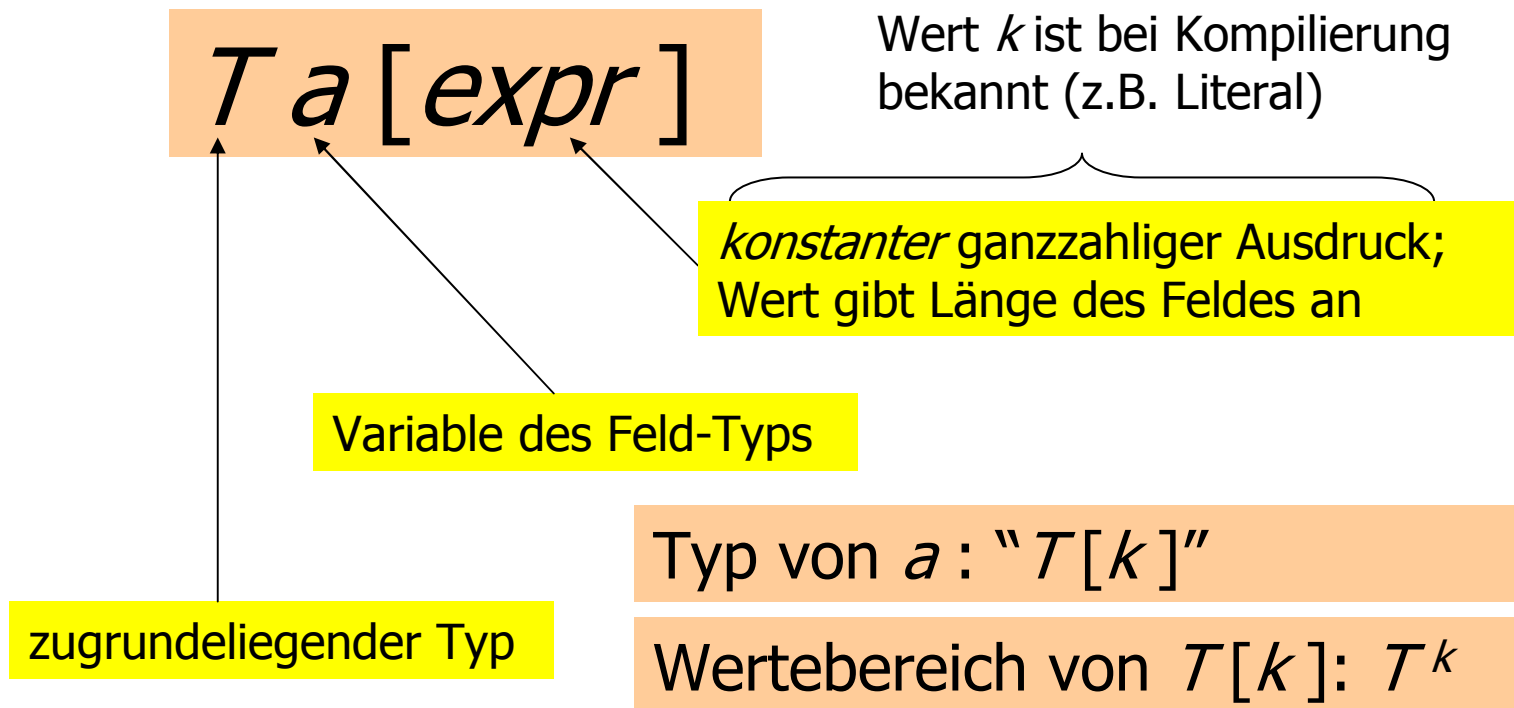 T a [expr ]
Wert k ist bei Kompilierung
bekannt (z.B. Literal)
konstanter ganzzahliger Ausdruck;
Wert gibt Länge des Feldes an
Variable des Feld-Typs
Typ von a : “T [k ]”
zugrundeliegender Typ
Wertebereich von T [k ]: T ᵏ